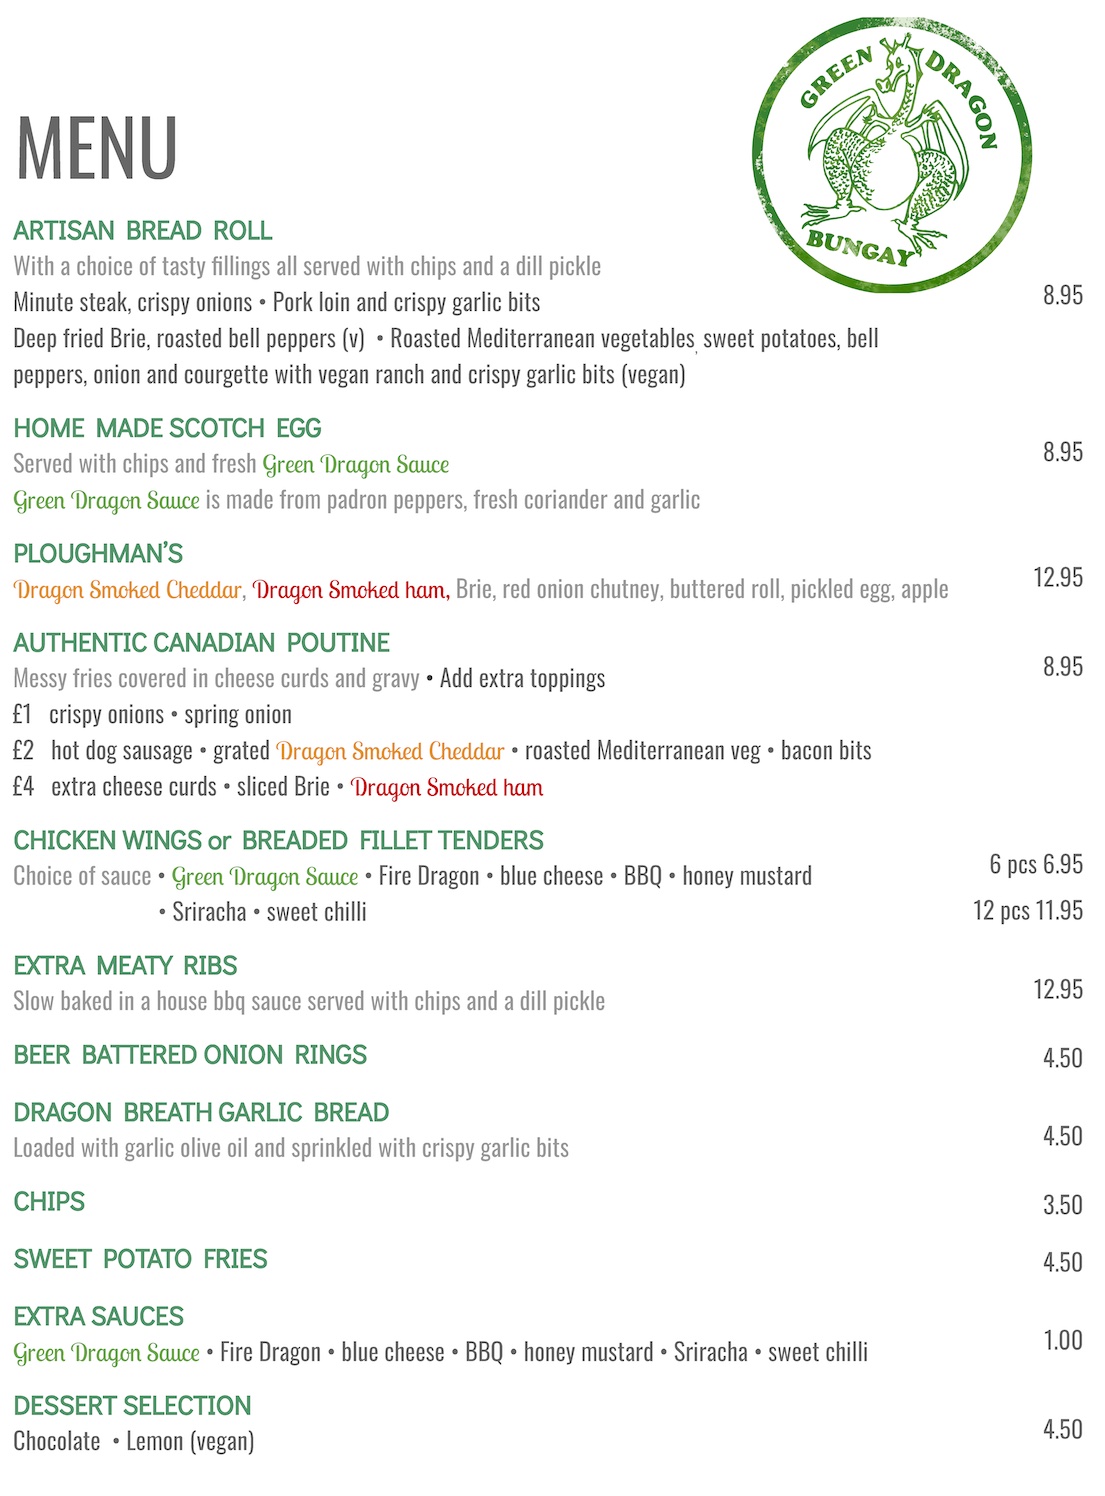 GREEN DRAGON
BUNGAY
MENU
ARTISAN BREAD ROLL
With a choice of tasty fillings all served with chips and a dill pickle
Minute steak, crispy onions • Pork loin and crispy garlic bits
8.95
Deep fried Brie, roasted bell peppers (v) • Roasted Mediterranean vegetables, sweet potatoes, bell
peppers, onion and courgette with vegan ranch and crispy garlic bits (vegan)
HOME MADE SCOTCH EGG
8.95
Served with chips and fresh Green Dragon Sauce
Green Dragon Sauce is made from padron peppers, fresh coriander and garlic
PLOUGHMAN'S
12.95
Dragon Smoked Cheddar, Dragon Smoked ham, Brie, red onion chutney, buttered roll, pickled egg, apple
AUTHENTIC CANADIAN POUTINE
8.95
Messy fries covered in cheese curds and gravy • Add extra toppings
£1 crispy onions • spring onion
£2 hot dog sausage • grated Dragon Smoked Cheddar • roasted Mediterranean veg • bacon bits
£4 extra cheese curds • sliced Brie • Dragon Smoked ham
CHICKEN WINGS or BREADED FILLET TENDERS
6 pcs 6.95
Choice of sauce • Green Dragon Sauce • Fire Dragon • blue cheese • BBQ • honey mustard
• Sriracha • sweet chilli
12 pcs 11.95
EXTRA MEATY RIBS
12.95
Slow baked in a house bbq sauce served with chips and a dill pickle
BEER BATTERED ONION RINGS
4.50
DRAGON BREATH GARLIC BREAD
4.50
Loaded with garlic olive oil and sprinkled with crispy garlic bits
CHIPS
3.50
SWEET POTATO FRIES
4.50
EXTRA SAUCES
1.00
Green Dragon Sauce • Fire Dragon • blue cheese • BBQ • honey mustard • Sriracha • sweet chilli
DESSERT SELECTION
4.50
Chocolate • Lemon (vegan)